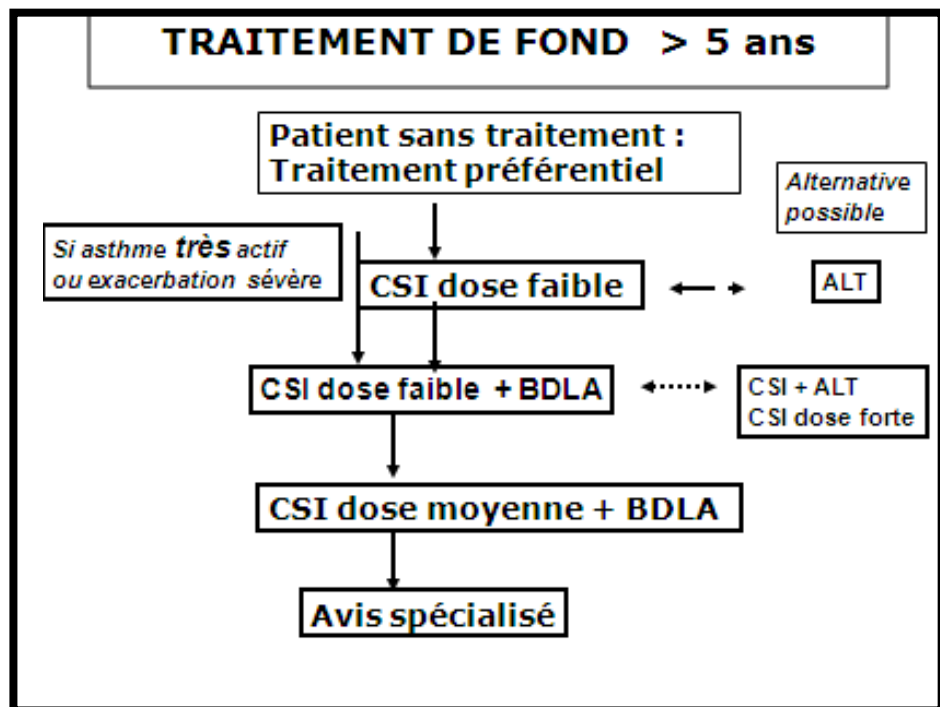 TRAITEMENT DE FOND > 5 ans
Patient sans traitement :
Traitement préférentiel
Alternative
possible
Si asthme très actif
ou exacerbation sévère
CSI dose faible
ALT
CSI dose faible + BDLA
CSI + ALT
CSI dose forte
CSI dose moyenne + BDLA
Avis spécialisé